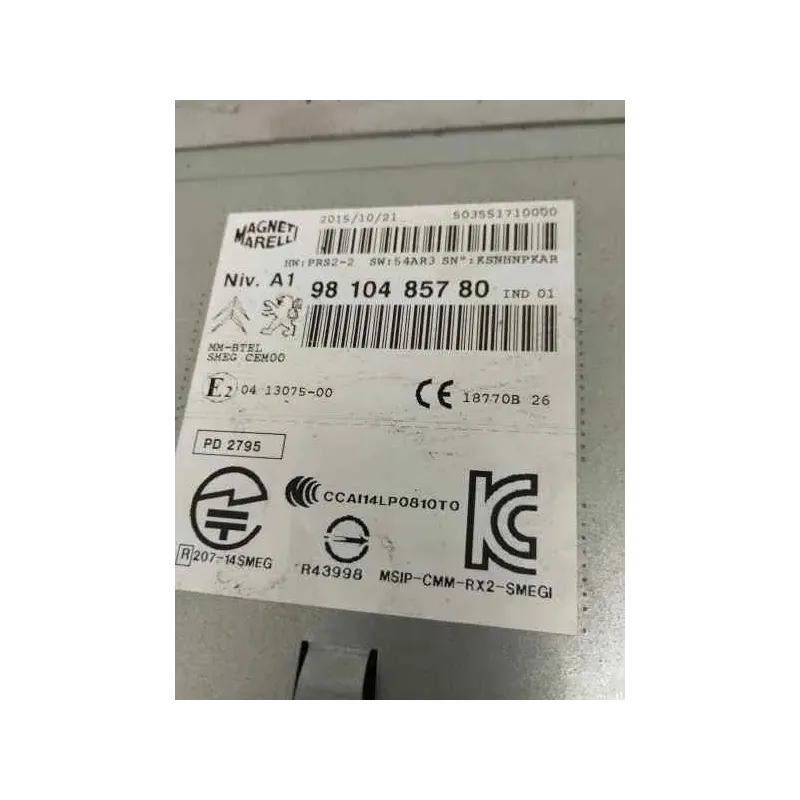 MAGNETI MARELLI
2015/10/21 503551710000
HW:PRS2-2 SW:54AR3 SN°:KSNHNPKAR
Niv. A1 98 104 857 80 IND 01
MM-BTEL
SMEG CEM00
E2 04 13075-00 CE 18770B 26
PD 2795
CCAI14LP0810T0
R 207-14SMEG
R43998 MSIP-CMM-RX2-SMEGI